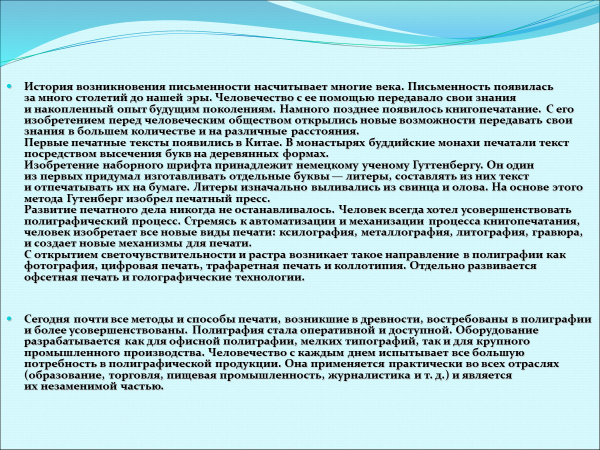 • История возникновения письменности насчитывает многие века. Письменность появилась
за много столетий до нашей эры. Человечество с ее помощью передавало свои знания
и накопленный опыт будущим поколениям. Намного позднее появилось книгопечатание. С его
изобретением перед человеческим обществом открылись новые возможности передавать свои
знания в большем количестве и на различные расстояния.
Первые печатные тексты появились в Китае. В монастырях буддийские монахи печатали текст
посредством высечения букв на деревянных формах.
Изобретение наборного шрифта принадлежит немецкому ученому Гуттенбергу. Он один
из первых придумал изготавливать отдельные буквы — литеры, составлять из них текст
и отпечатывать их на бумаге. Литеры изначально выливались из свинца и олова. На основе этого
метода Гутенберг изобрел печатный пресс.
Развитие печатного дела никогда не останавливалось. Человек всегда хотел усовершенствовать
полиграфический процесс. Стремясь к автоматизации и механизации процесса книгопечатания,
человек изобретает все новые виды печати: ксилография, металлография, литография, гравюра,
и создает новые механизмы для печати.
С открытием светочувствительности и растра возникает такое направление в полиграфии как
фотография, цифровая печать, трафаретная печать и коллотипия. Отдельно развивается
офсетная печать и голографические технологии.
• Сегодня почти все методы и способы печати, возникшие в древности, востребованы в полиграфии
и более усовершенствованы. Полиграфия стала оперативной и доступной. Оборудование
разрабатывается как для офисной полиграфии, мелких типографий, так и для крупного
промышленного производства. Человечество с каждым днем испытывает все большую
потребность в полиграфической продукции. Она применяется практически во всех отраслях
(образование, торговля, пищевая промышленность, журналистика и т. д.) и является
их незаменимой частью.